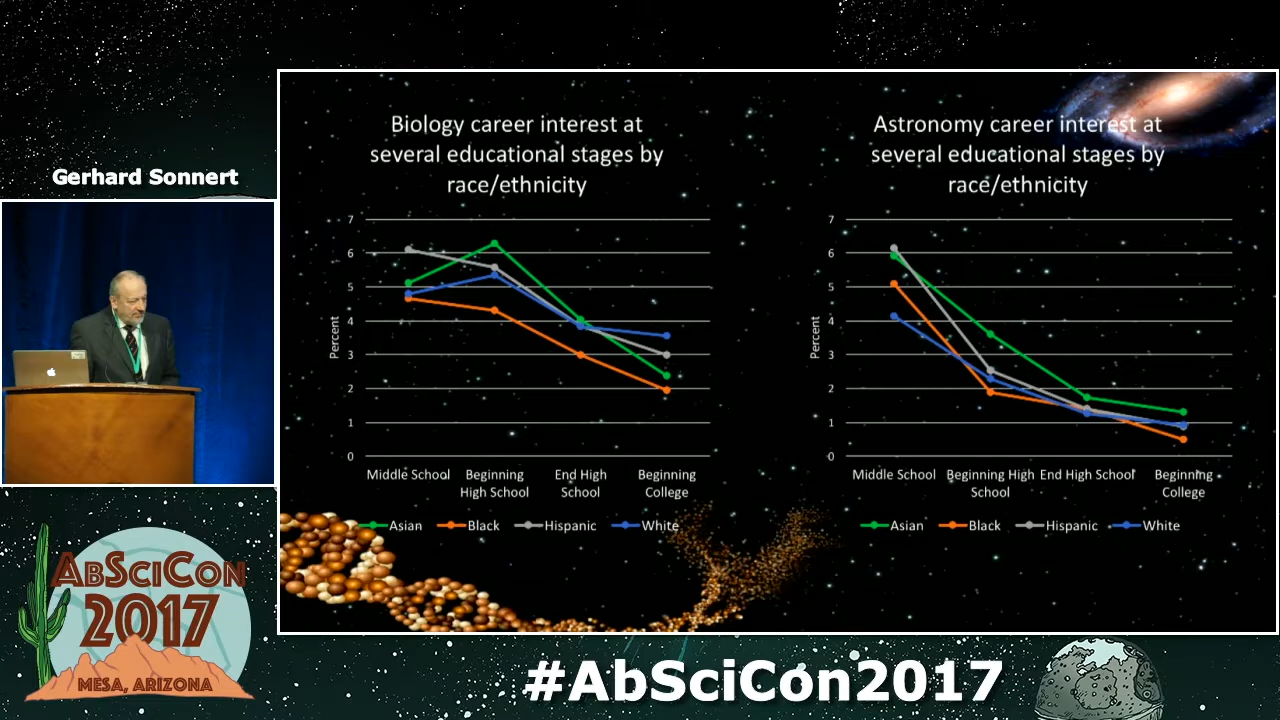 Gerhard Sonnert
Biology career interest at
several educational stages by
race/ethnicity
7
6
5
4
3
2
1
0
Percent
Middle School
Beginning
High School
End High
School
Beginning
College
Asian
Black
Hispanic
White
Astronomy career interest at
several educational stages by
race/ethnicity
7
6
5
4
3
2
1
0
Percent
Middle School
Beginning High
School
End High School
Beginning
College
Asian
Black
Hispanic
White
ABSCICON
2017
MESA, ARIZONA
#AbSciCon2017